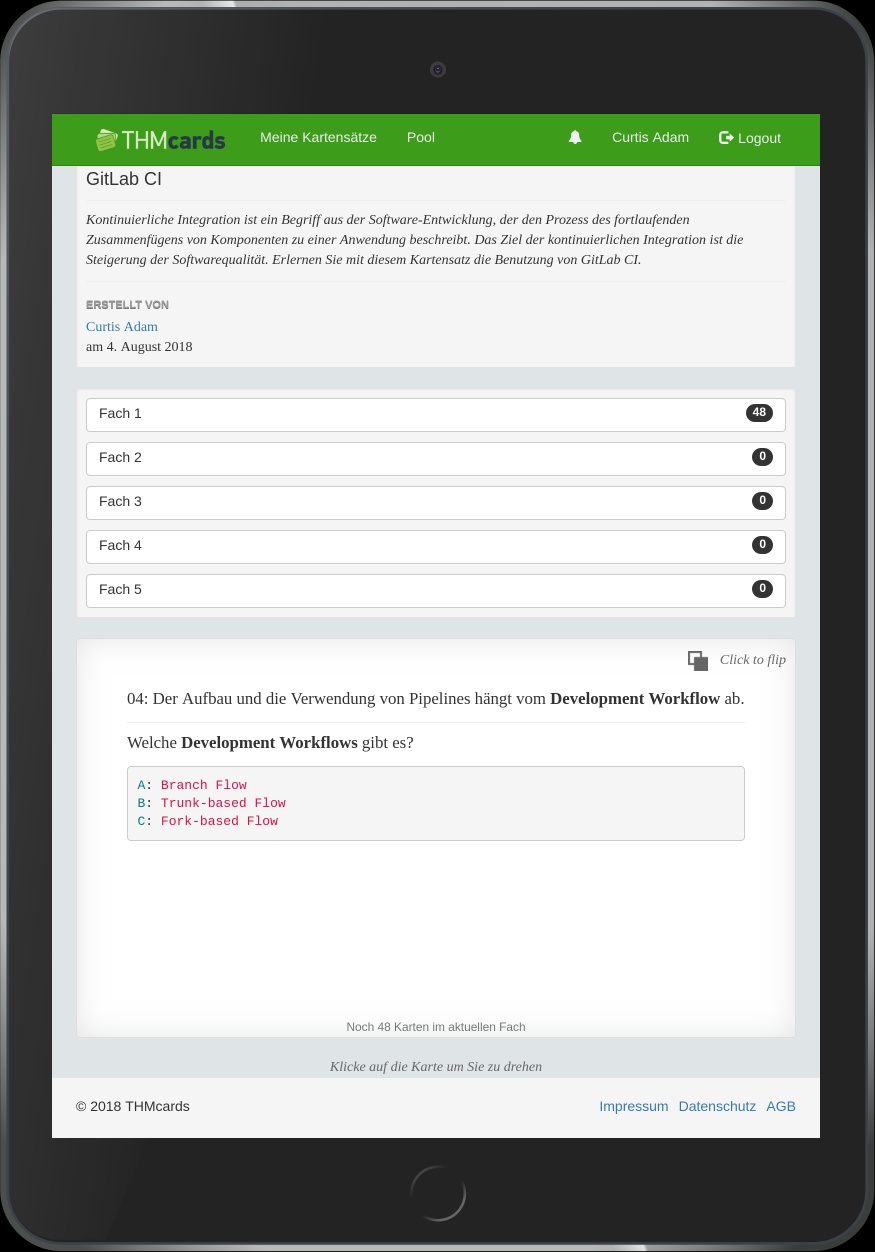 THMcards Meine Kartensätze Pool Curtis Adam Logout
GitLab CI
Kontinuierliche Integration ist ein Begriff aus der Software-Entwicklung, der den Prozess des fortlaufenden
Zusammenfügens von Komponenten zu einer Anwendung beschreibt. Das Ziel der kontinuierlichen Integration ist die
Steigerung der Softwarequalität. Erlernen Sie mit diesem Kartensatz die Benutzung von GitLab CI.
ERSTELLT VON
Curtis Adam
am 4. August 2018
Fach 1 48
Fach 2 0
Fach 3 0
Fach 4 0
Fach 5 0
Click to flip
04: Der Aufbau und die Verwendung von Pipelines hängt vom Development Workflow ab.
Welche Development Workflows gibt es?
A: Branch Flow
B: Trunk-based Flow
C: Fork-based Flow
Noch 48 Karten im aktuellen Fach
Klicke auf die Karte um Sie zu drehen
© 2018 THMcards Impressum Datenschutz AGB